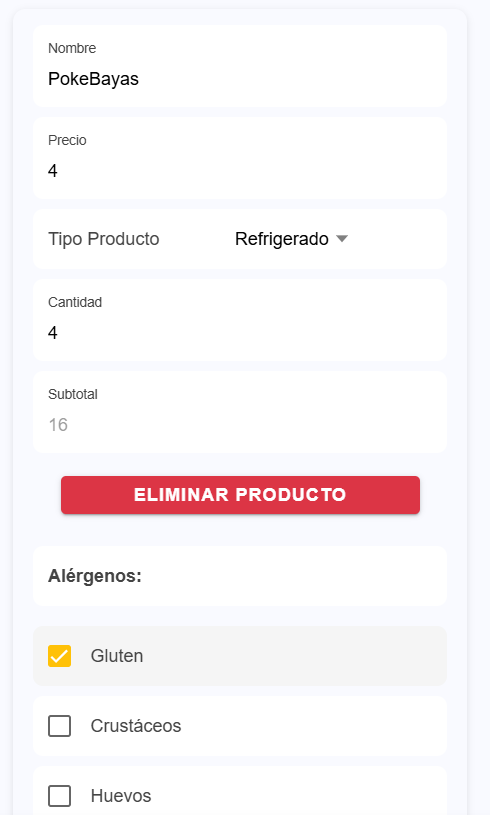 Nombre
PokeBayas
Precio
4
Tipo Producto Refrigerado
Cantidad
4
Subtotal
16
ELIMINAR PRODUCTO
Alérgenos:
Gluten
Crustáceos
Huevos